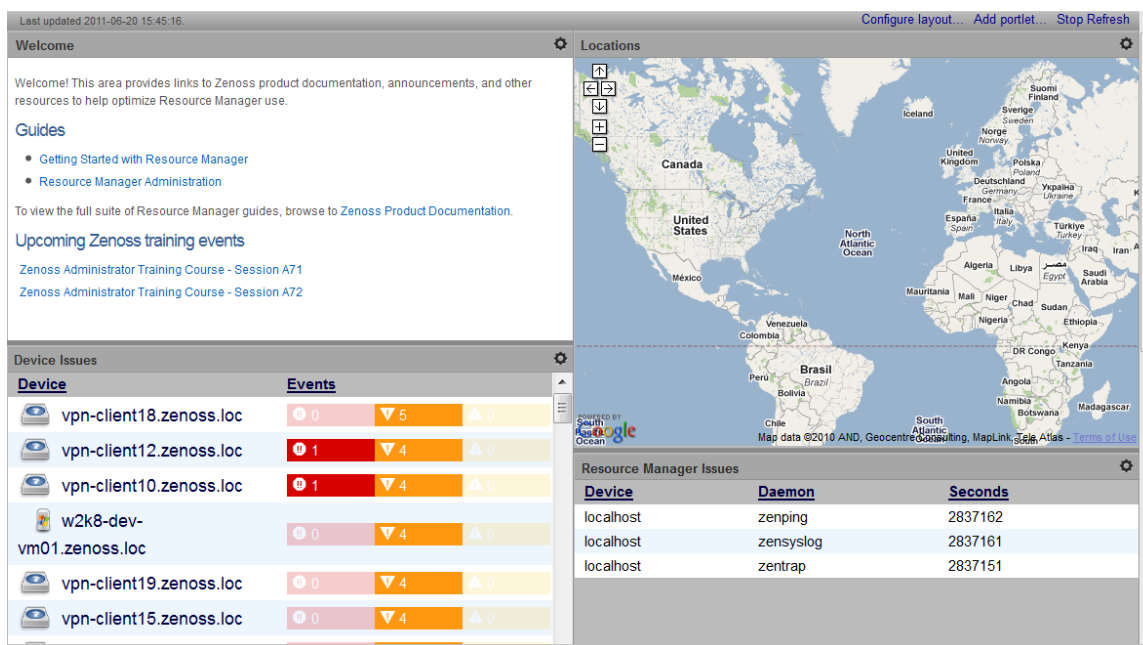 Last updated 2011-06-20 15:45:16.
Configure layout... Add portlet... Stop Refresh
Welcome
Welcome! This area provides links to Zenoss product documentation, announcements, and other
resources to help optimize Resource Manager use.
Guides
Getting Started with Resource Manager
Resource Manager Administration
To view the full suite of Resource Manager guides, browse to Zenoss Product Documentation.
Upcoming Zenoss training events
Zenoss Administrator Training Course - Session A71
Zenoss Administrator Training Course - Session A72
Device Issues
Device Events
vpn-client18.zenoss.loc 0 5 0
vpn-client12.zenoss.loc 1 4 0
vpn-client10.zenoss.loc 1 4 0
w2k8-dev-
vm01.zenoss.loc 0 4 0
vpn-client19.zenoss.loc 0 4 0
vpn-client15.zenoss.loc 0 4 0
Locations
Suomi
Finland
Iceland
Sverige
Sweden
Norge
Norway
United
Kingdom
Polska
Poland
Canada
Deutschland
Germany
Україна
Ukraine
France
Italia
Italy
España
Spain
Türkiye
Turkey
United
States
North
Atlantic
Ocean
Iraq
Iran
Algeria
Libya
مصر
Egypt
Saudi
Arabia
México
Mauritania
Mali
Niger
Chad
Sudan
Nigeria
Ethiopia
Venezuela
Colombia
Kenya
DR Congo
Tanzania
Brasil
Brazil
Perú
Bolivia
Angola
Namibia
Botswana
Madagascar
Chile
South
Atlantic
Ocean
South
Pacific
Ocean
POWERED BY
Google
Map data ©2010 AND, Geocentre Consulting, MapLink, Tele Atlas - Terms of Use
Resource Manager Issues
Device Daemon Seconds
localhost zenping 2837162
localhost zensyslog 2837161
localhost zentrap 2837151